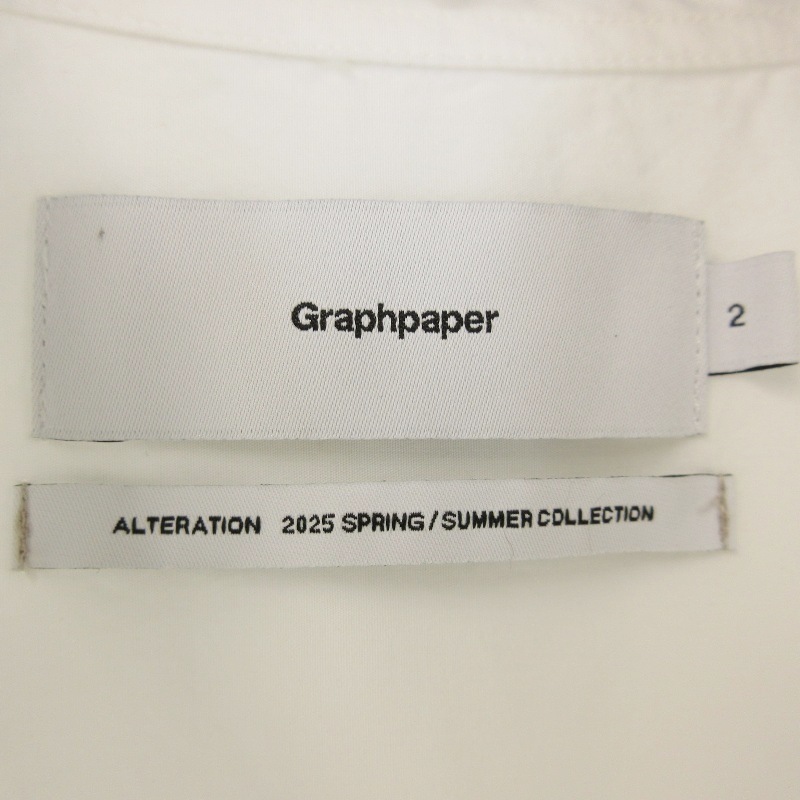 Graphpaper
2
ALTERATION 2025 SPRING/SUMMER COLLECTION